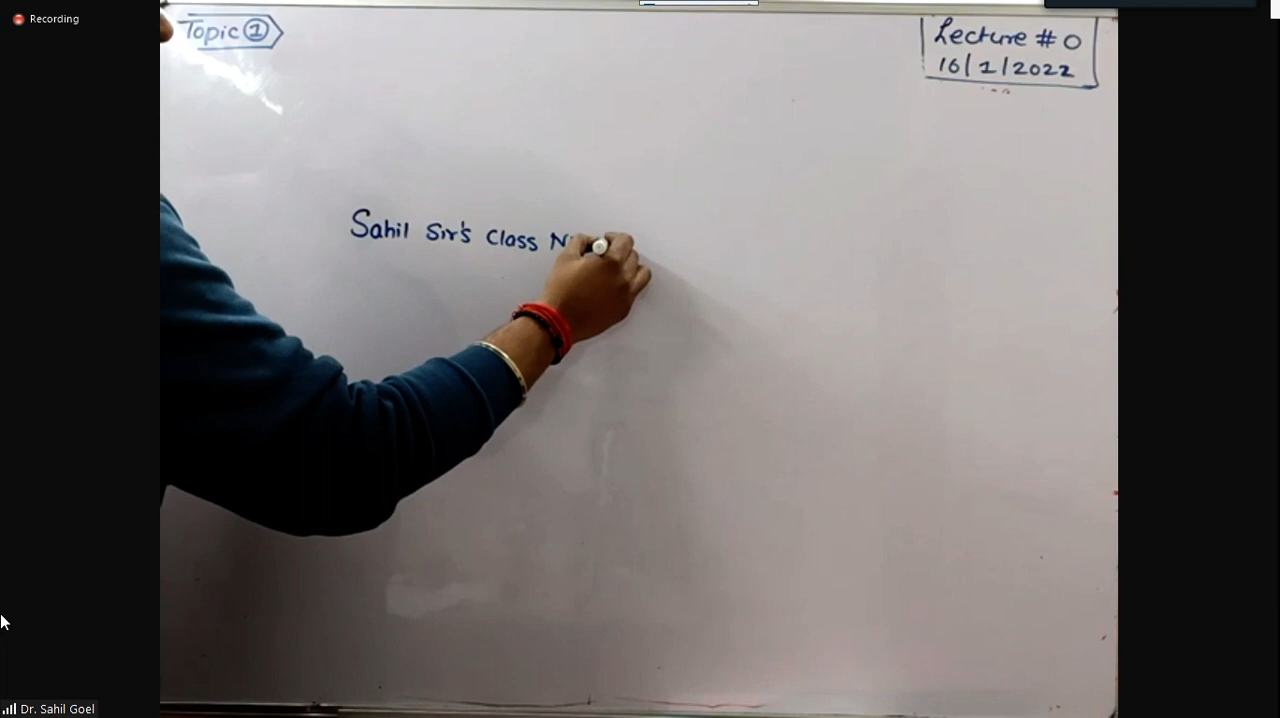 Recording
Topic 1
Lecture # 0
16/1/2022
Sahil Sir's Class
Dr. Sahil Goel